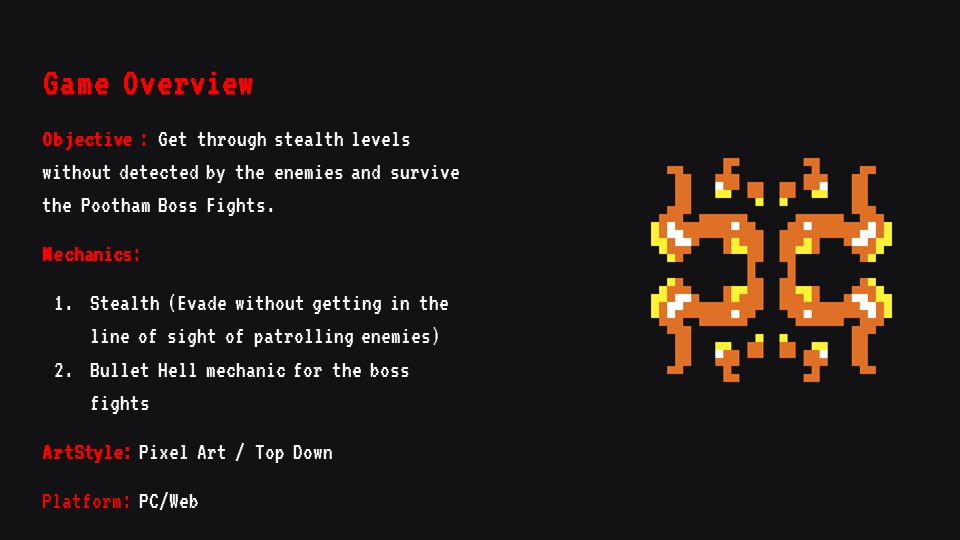 Game Overview
Objective : Get through stealth levels
without detected by the enemies and survive
the Pootham Boss Fights.
Mechanics:
1. Stealth (Evade without getting in the
line of sight of patrolling enemies)
2. Bullet Hell mechanic for the boss
fights
ArtStyle: Pixel Art / Top Down
Platform: PC/Web